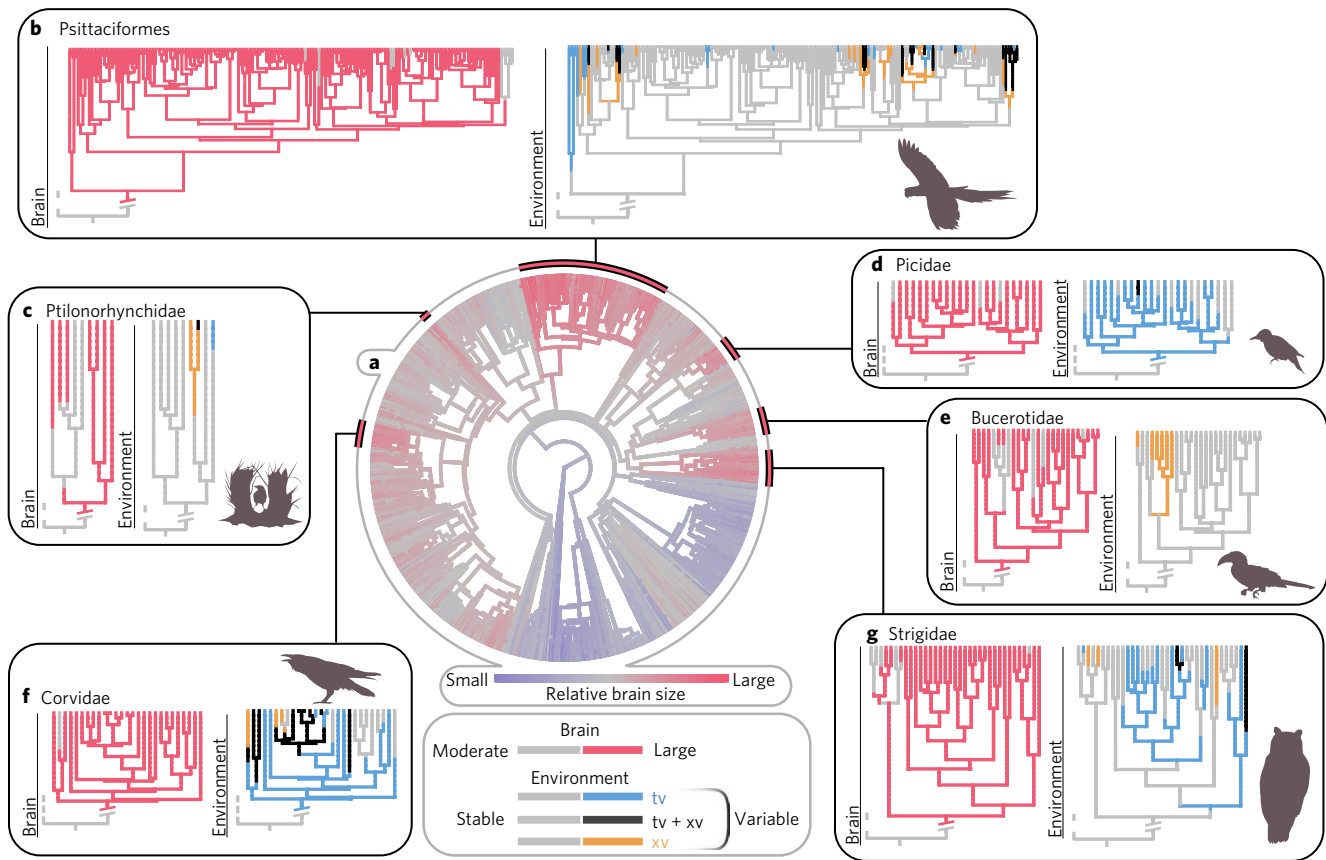 b Psittaciformes
Brain
Environment
c Ptilonorhynchidae
Brain
Environment
a
d Picidae
Brain
Environment
e Bucerotidae
Brain
Environment
f Corvidae
Brain
Environment
g Strigidae
Brain
Environment
Small Large
Relative brain size
Brain
Moderate Large
Environment
tv
Stable tv + xv Variable
xv